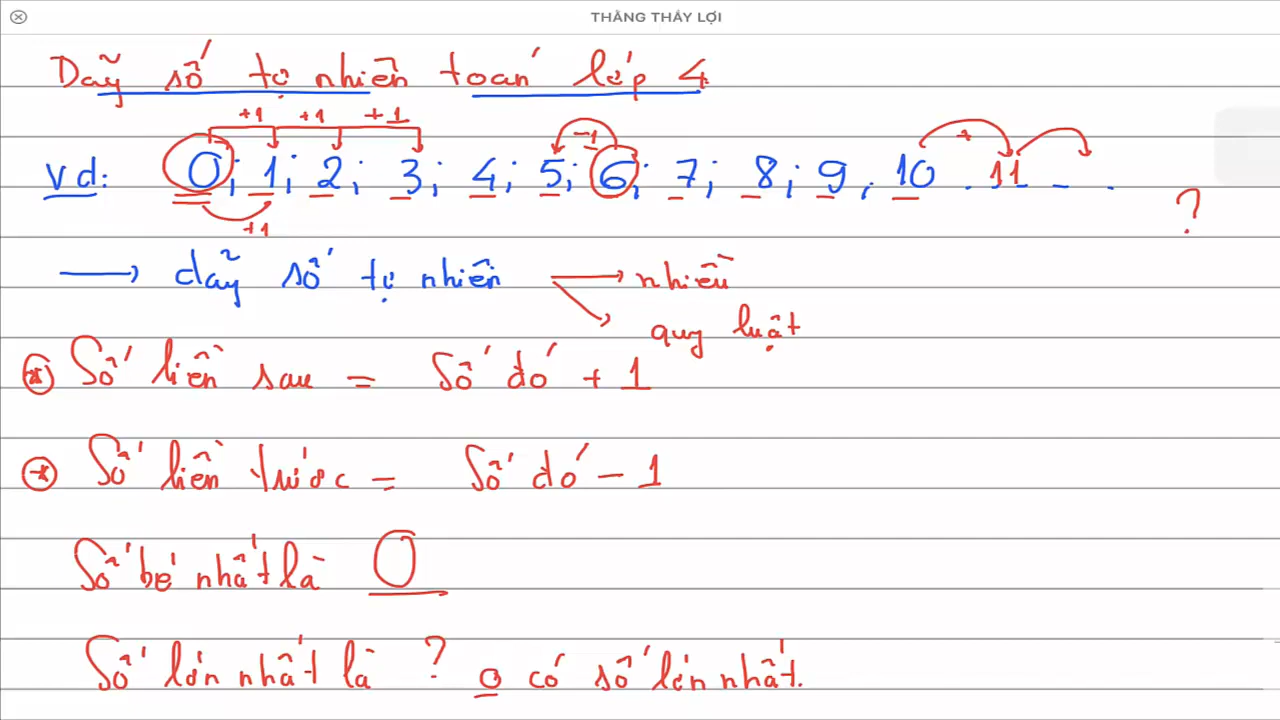 THẰNG THẦY LỢI
Dãy số tự nhiên toán lớp 4
+1 +1 +1 -1 +
vd: 0; 1; 2; 3; 4; 5; 6; 7; 8; 9; 10 . 11 - - .
+1 ?
→ dãy số tự nhiên → nhiều
→ quy luật
* Số liền sau = Số đó + 1
* Số liền trước = Số đó - 1
Số bé nhất là 0
Số lớn nhất là ? o có số lớn nhất.